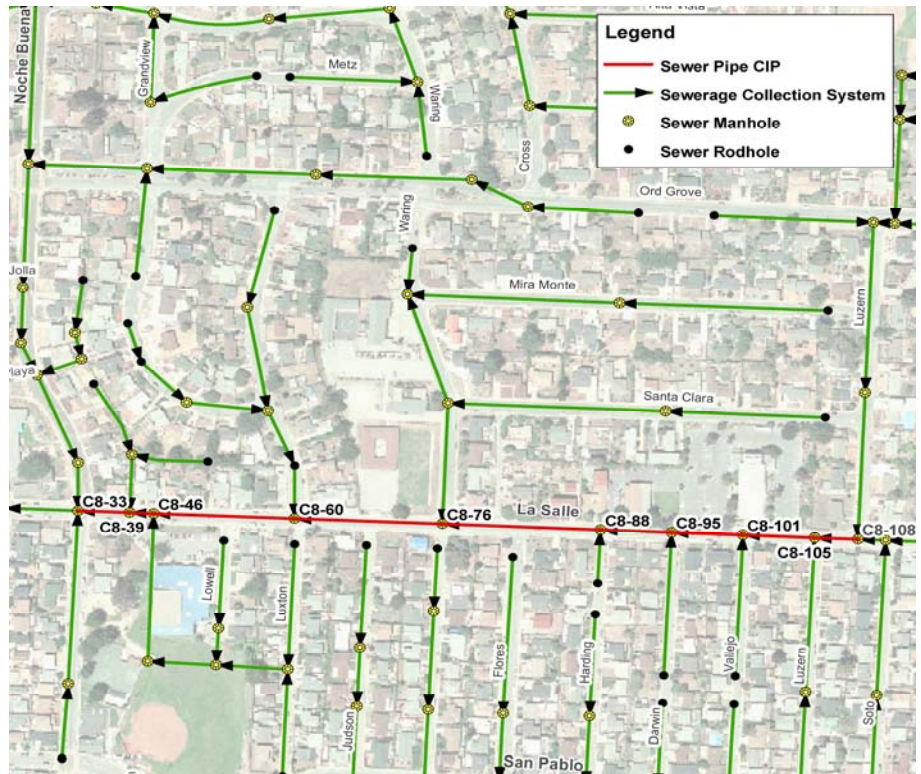 Noche Buena
Grandview
Metz
Waring
Cross
Legend
Sewer Pipe CIP
Sewerage Collection System
Sewer Manhole
Sewer Rodhole
Ord Grove
Waring
Jolla
Mira Monte
Luzern
Playa
Santa Clara
C8-33
C8-46
C8-39
C8-60
C8-76
La Salle
C8-88
C8-95
C8-101
C8-105
C8-108
Lowell
Luxton
Judson
Flores
Harding
Darwin
Vallejo
Luzern
Soto
San Pablo